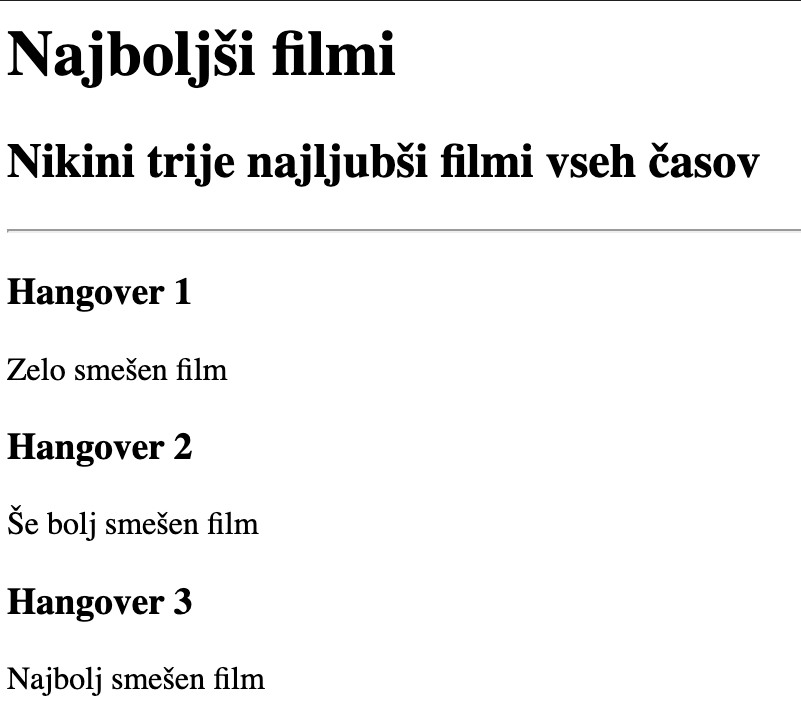 Najboljši filmi
Nikini trije najljubši filmi vseh časov
Hangover 1
Zelo smešen film
Hangover 2
Še bolj smešen film
Hangover 3
Najbolj smešen film